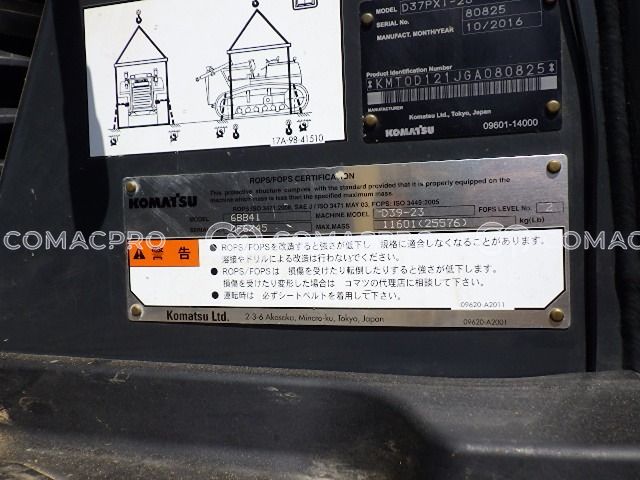 MODEL D37PX
SERIAL NO. 80825
MANUFACT. MONTH/YEAR 10/2016
Product Identification Number
*KMT0D121JGA080825*
Komatsu Ltd., Tokyo, Japan
KOMATSU 09601-14000
17A-98-41510
ROPS/FOPS CERTIFICATION
This protective structure complies with the standard provided that it is properly equipped on the
machine which mass is less than the specified maximum mass.
KOMATSU
ROPS: ISO 3471:2008, SAE J / ISO 3471 MAY 03, FOPS: ISO 3449:2005
MODEL 6BB41 MACHINE MODEL D39-23 FOPS LEVEL No. 2
MAX.MASS 11601(25576) kg(Lb)
警告
● ROPS/FOPSを改造すると強さが低下し 規格に適合しなくなることがあります。
溶接やドリルによる改造は行わないでください。
● ROPS/FOPSは 損傷を受けたり転倒したりすると強さが低下します。
損傷を受けたり変形した場合は コマツの代理店に相談して下さい。
● 運転時は 必ずシートベルトを着用して下さい。
09620-A2011
Komatsu Ltd. 2-3-6 Akasaka, Minato-ku, Tokyo, Japan 09620-A2001
COMACPRO COMACPRO COMACPRO COMACPRO